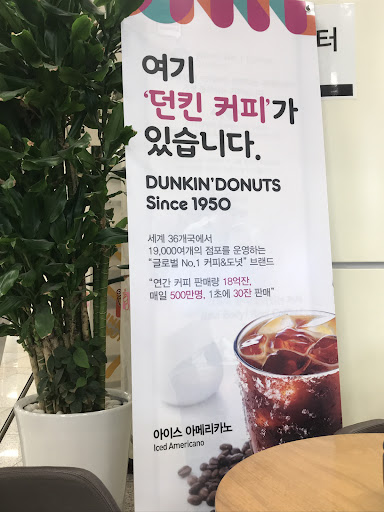 터
여기
‘던킨 커피’가
있습니다.
DUNKIN’DONUTS
Since 1950
세계 36개국에서
19,000여개의 점포를 운영하는
“글로벌 No.1 커피&도넛” 브랜드
“연간 커피 판매량 18억잔,
매일 500만명, 1초에 30잔 판매”
아이스 아메리카노
Iced Americano